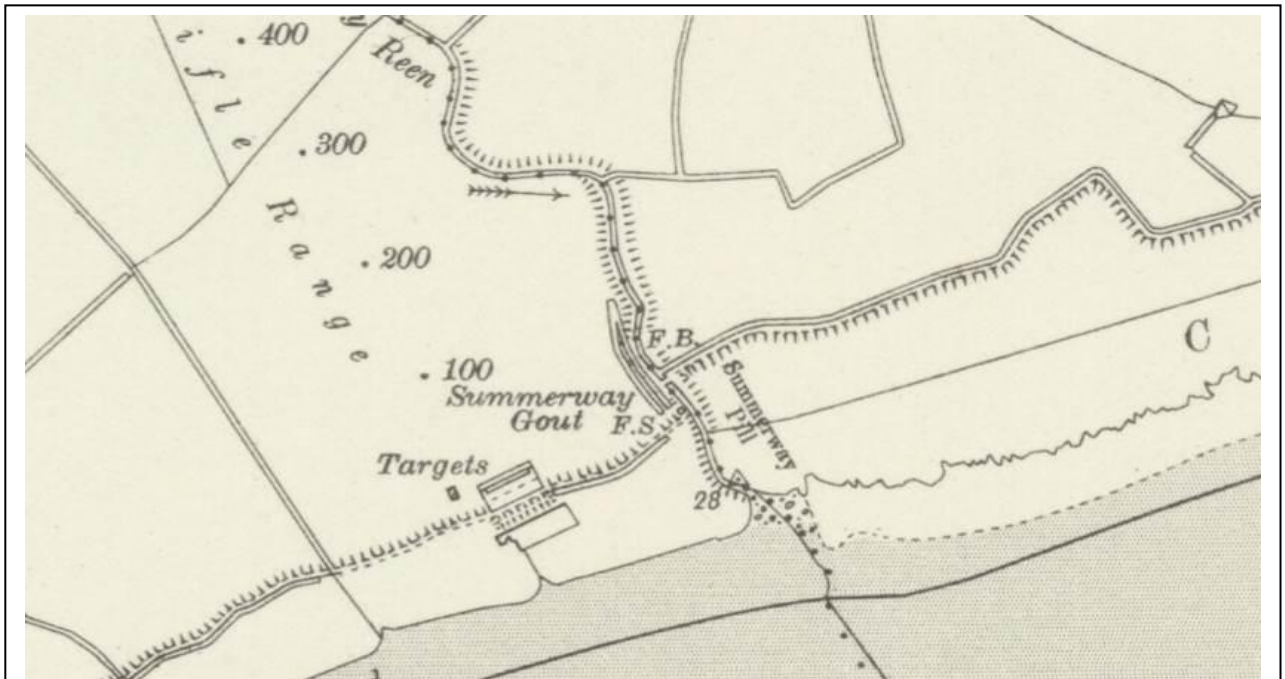 400
Reen
ifle
300
Range
200
100
F.B.
Summerway
Gout
F.S.
Summerway
Pill
Targets
28
C